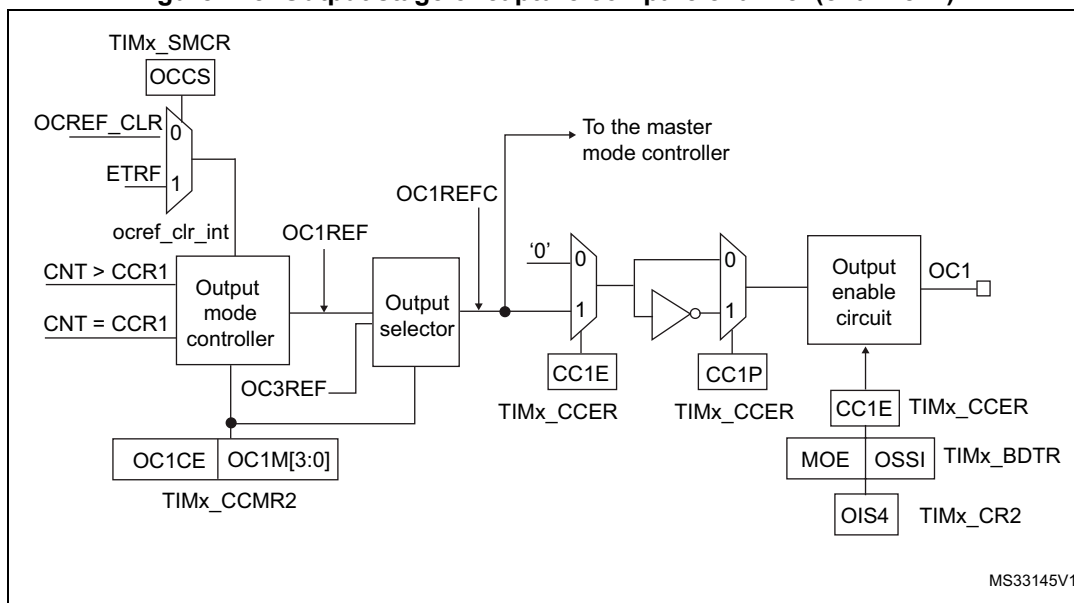 TIMx_SMCR
OCCS
OCREF_CLR
0
ETRF
1
ocref_clr_int
To the master
mode controller
OC1REFC
OC1REF
‘0’
0
1
0
1
CNT > CCR1
CNT = CCR1
Output
mode
controller
Output
selector
OC3REF
Output
enable
circuit
OC1
CC1E
TIMx_CCER
CC1P
TIMx_CCER
CC1E
TIMx_CCER
OC1CE
OC1M[3:0]
TIMx_CCMR2
MOE
OSSI
TIMx_BDTR
OIS4
TIMx_CR2
MS33145V1